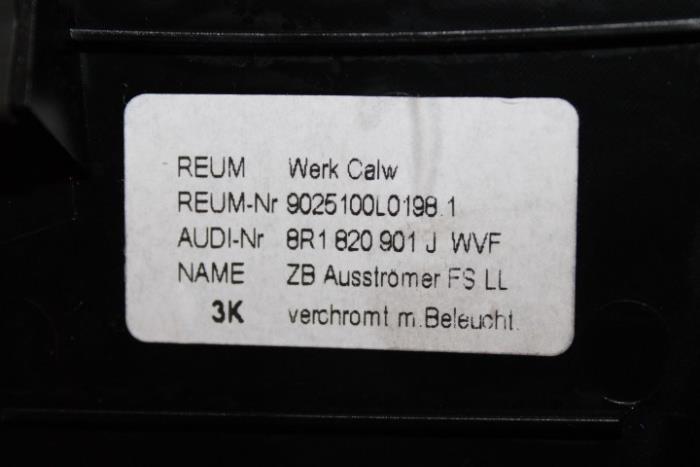 REUM Werk Calw
REUM-Nr 9025100L0198.1
AUDI-Nr 8R1 820 901 J WVF
NAME ZB Ausströmer FS LL
3K verchromt m.Beleucht.